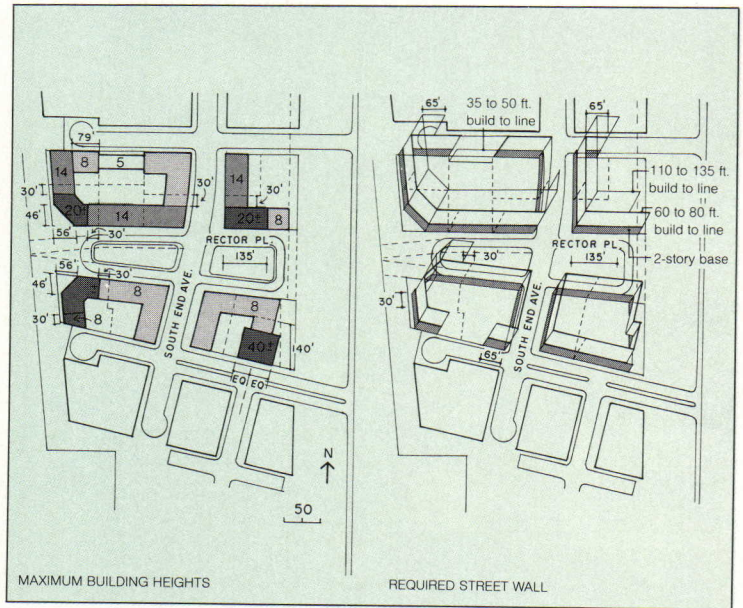 79'
14
8
5
30'
46'
20±
14
56'
30'
30'
14
30'
20±
8
RECTOR PL.
135'
56'
30'
46'
30'
8
8
SOUTH END AVE.
8
40±
140'
EQ
EQ
N
50
MAXIMUM BUILDING HEIGHTS
65'
35 to 50 ft.
build to line
65'
110 to 135 ft.
build to line
60 to 80 ft.
build to line
2-story base
RECTOR PL.
135'
30'
30'
SOUTH END AVE.
65'
REQUIRED STREET WALL